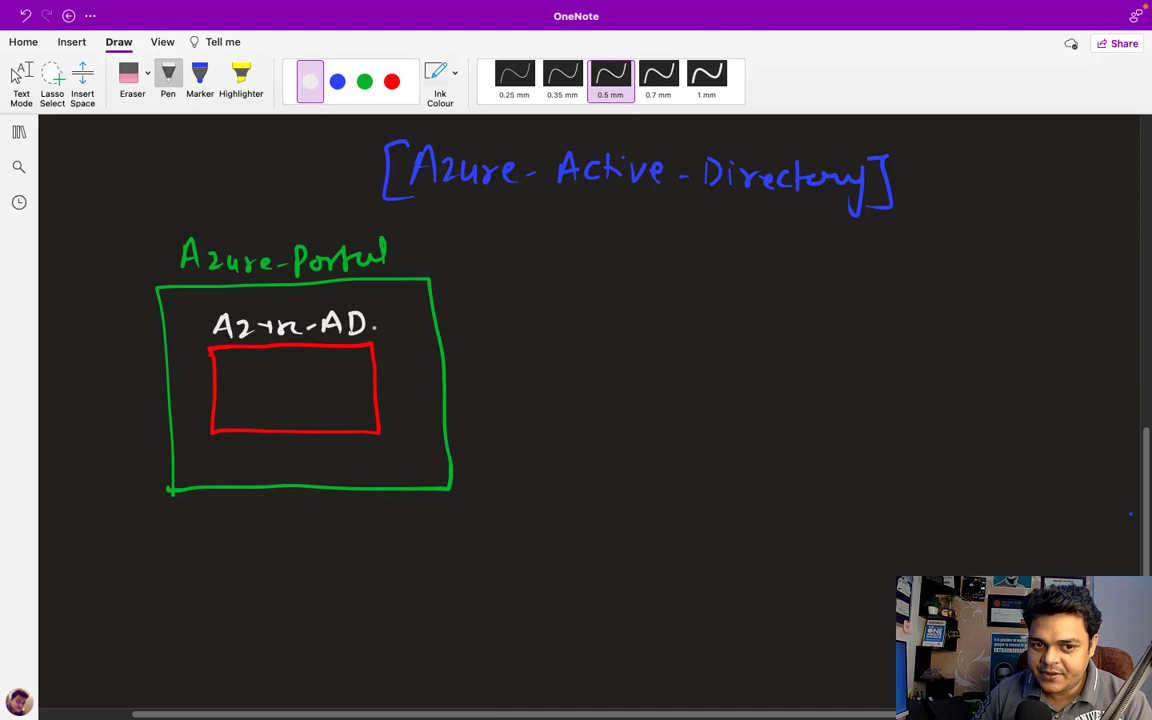 OneNote
Home Insert Draw View Tell me
Share
Text Mode
Lasso Select
Insert Space
Eraser
Pen
Marker
Highlighter
Ink Colour
0.25 mm
0.35 mm
0.5 mm
0.7 mm
1 mm
[Azure-Active-Directory]
Azure-Portal
Azure-AD.